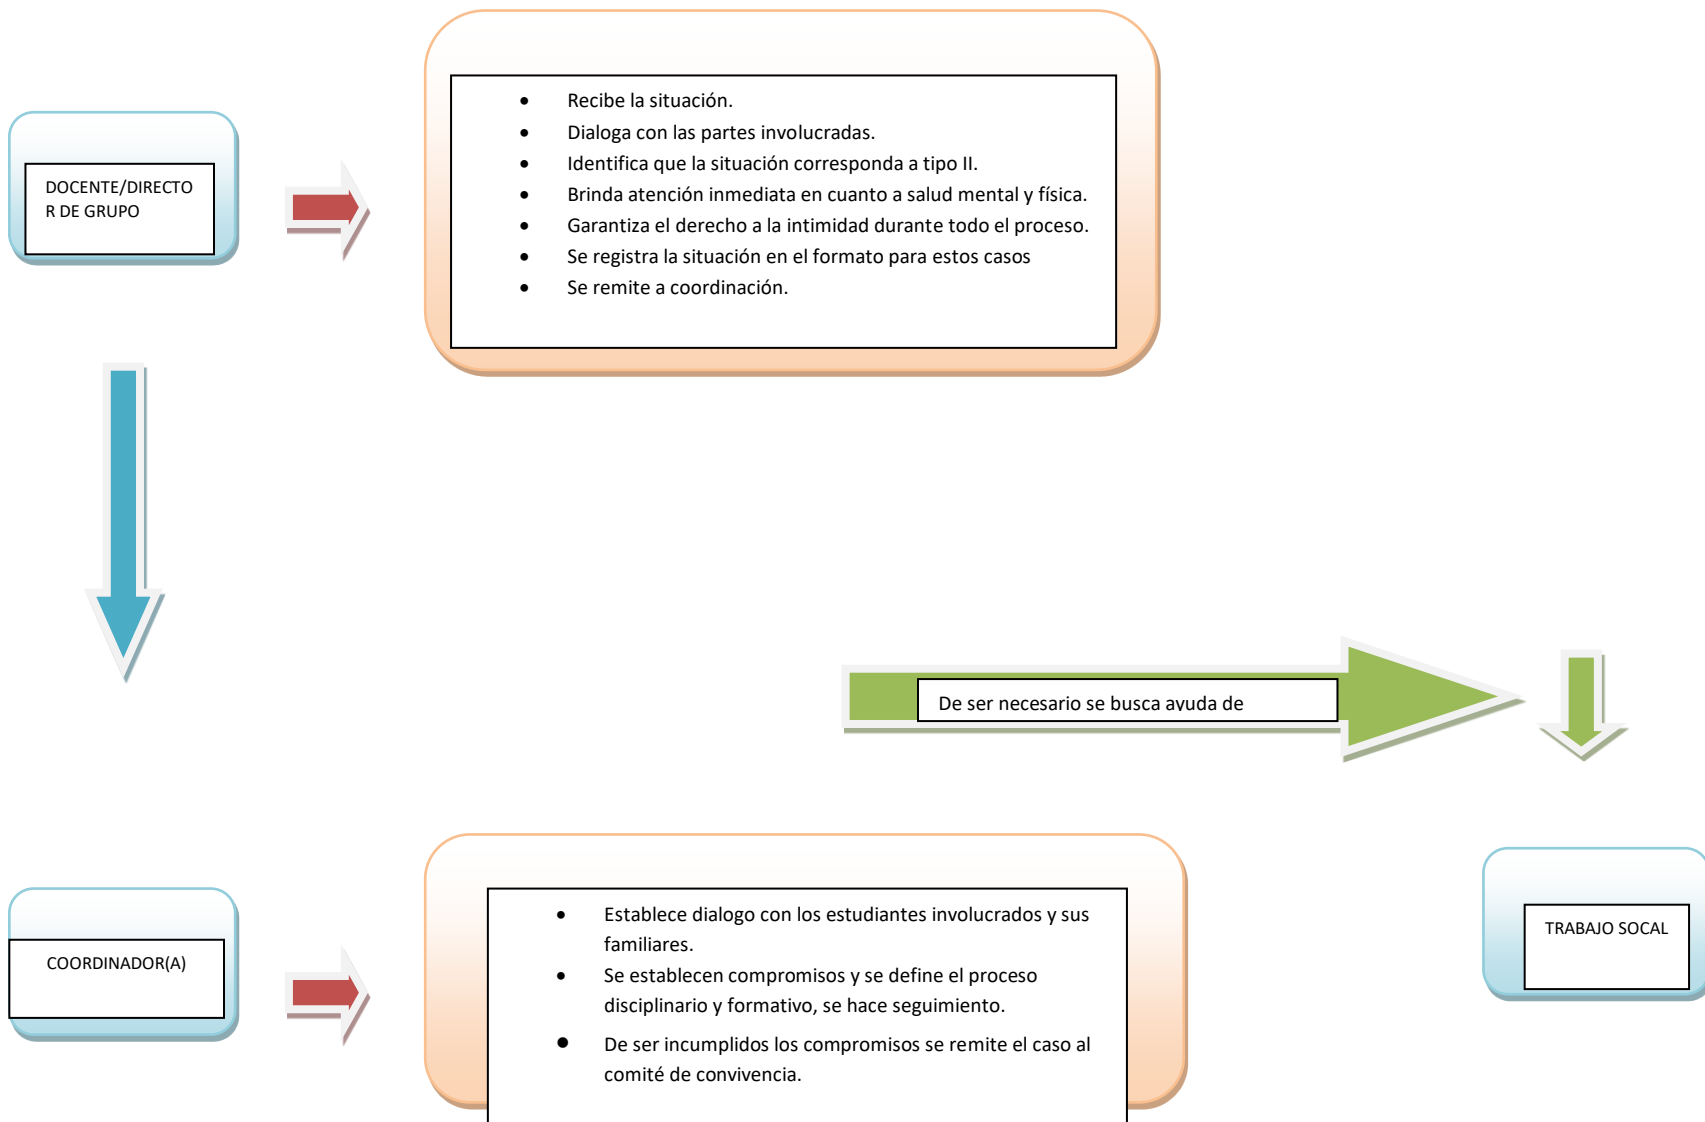 DOCENTE/DIRECTO
R DE GRUPO
• Recibe la situación.
• Dialoga con las partes involucradas.
• Identifica que la situación corresponda a tipo II.
• Brinda atención inmediata en cuanto a salud mental y física.
• Garantiza el derecho a la intimidad durante todo el proceso.
• Se registra la situación en el formato para estos casos
• Se remite a coordinación.
De ser necesario se busca ayuda de
COORDINADOR(A)
• Establece dialogo con los estudiantes involucrados y sus
familiares.
• Se establecen compromisos y se define el proceso
disciplinario y formativo, se hace seguimiento.
• De ser incumplidos los compromisos se remite el caso al
comité de convivencia.
TRABAJO SOCAL